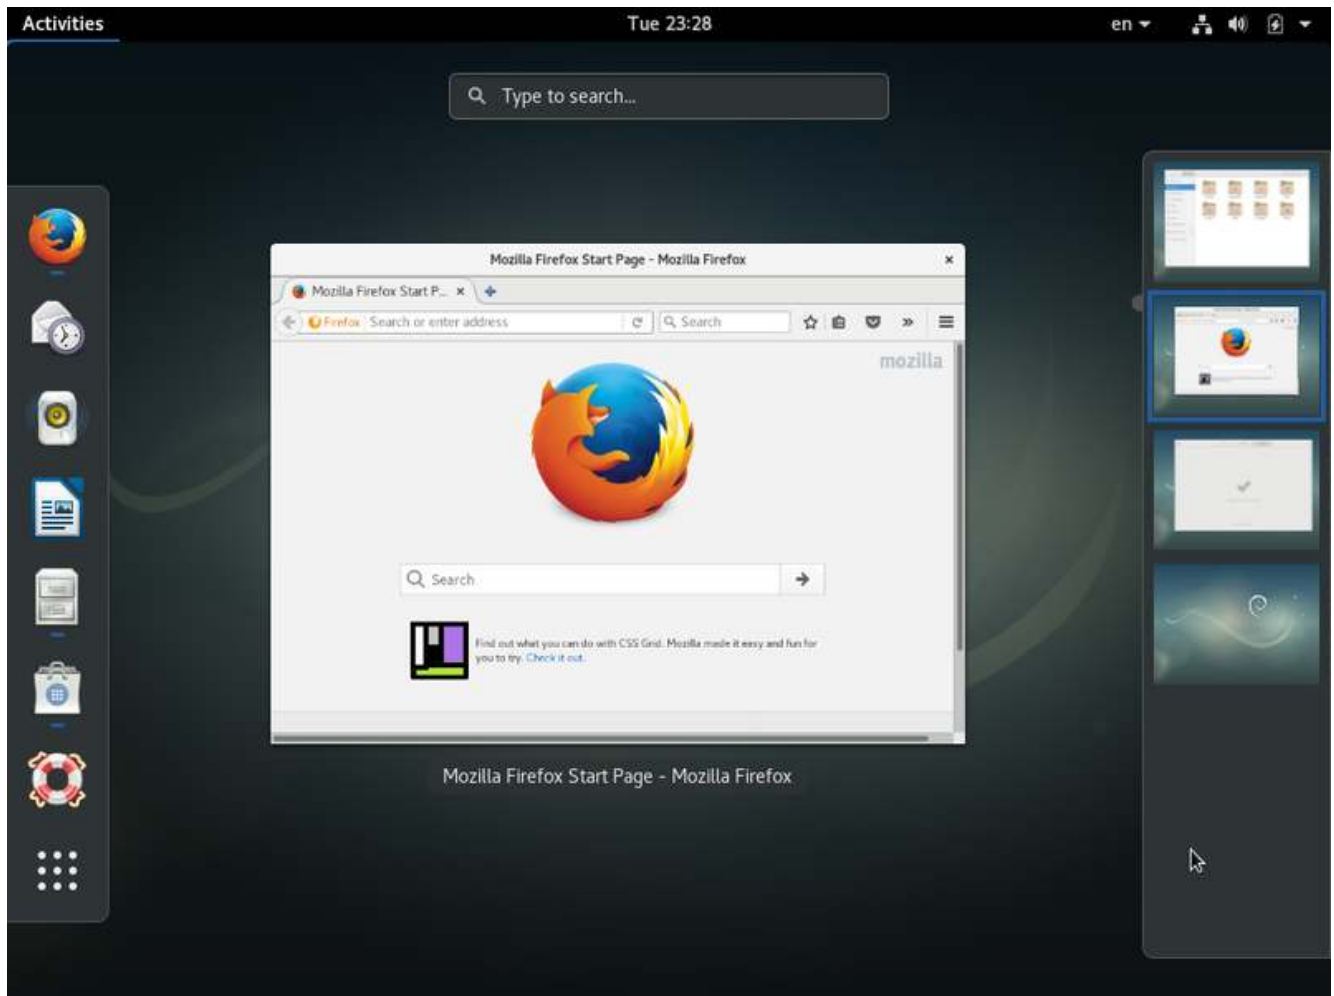 Activities
Tue 23:28
en
Type to search...
Mozilla Firefox Start Page - Mozilla Firefox
Mozilla Firefox Start P...
Firefox
Search or enter address
Search
mozilla
Search
Find out what you can do with CSS Grid. Mozilla made it easy and fun for
you to try. Check it out.
Mozilla Firefox Start Page - Mozilla Firefox